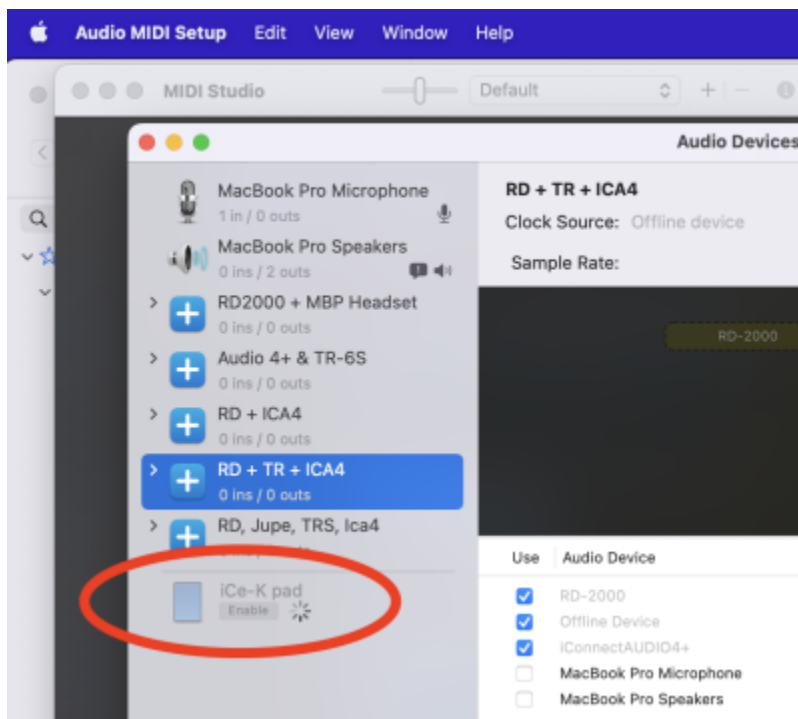 Audio MIDI Setup Edit View Window Help
MIDI Studio Default
Audio Devices
MacBook Pro Microphone
1 in / 0 outs
MacBook Pro Speakers
0 ins / 2 outs
RD2000 + MBP Headset
0 ins / 0 outs
Audio 4+ & TR-6S
0 ins / 0 outs
RD + ICA4
0 ins / 0 outs
RD + TR + ICA4
0 ins / 0 outs
RD, Jupe, TRS, Ica4
iCe-K pad
Enable
RD + TR + ICA4
Clock Source: Offline device
Sample Rate:
RD-2000
Use Audio Device
RD-2000
Offline Device
iConnectAUDIO4+
MacBook Pro Microphone
MacBook Pro Speakers